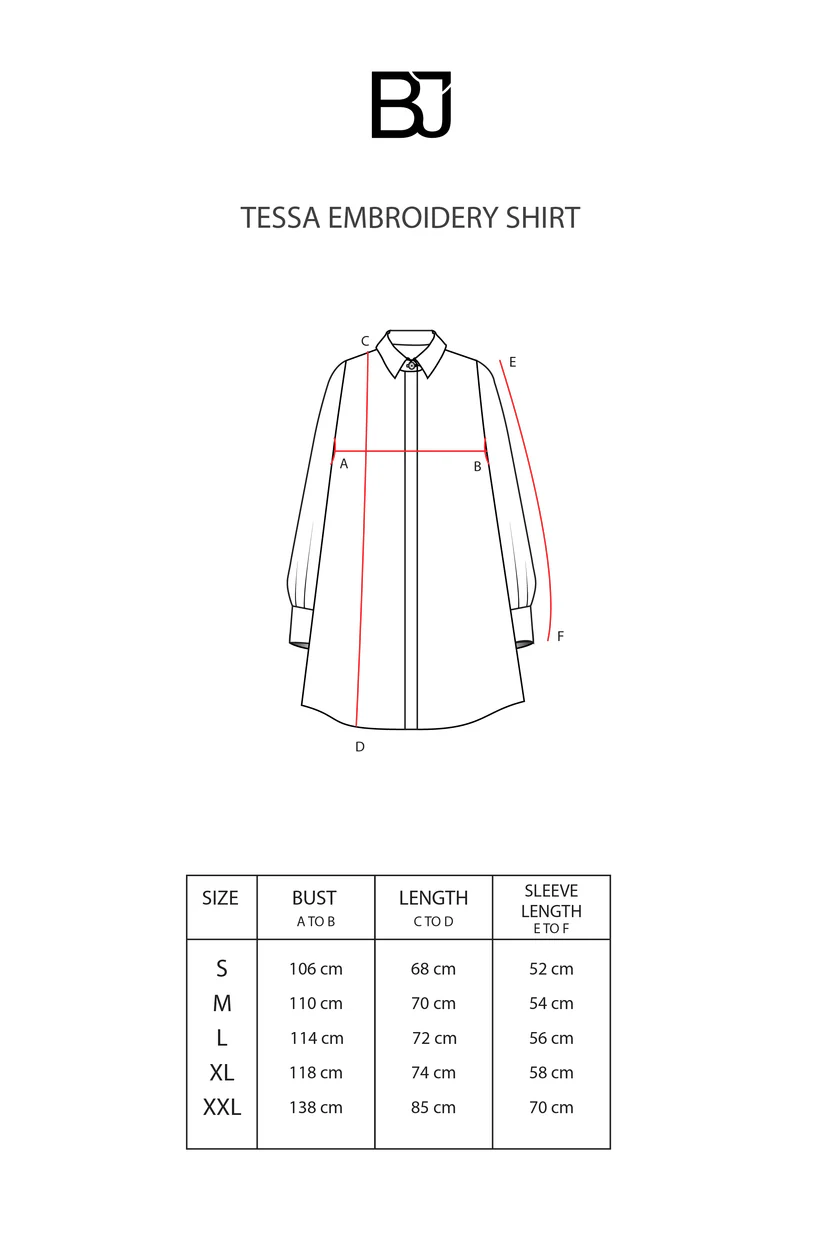 BJ
TESSA EMBROIDERY SHIRT
C
E
A
B
F
D
SIZE BUST LENGTH SLEEVE LENGTH
A TO B C TO D E TO F
S 106 cm 68 cm 52 cm
M 110 cm 70 cm 54 cm
L 114 cm 72 cm 56 cm
XL 118 cm 74 cm 58 cm
XXL 138 cm 85 cm 70 cm